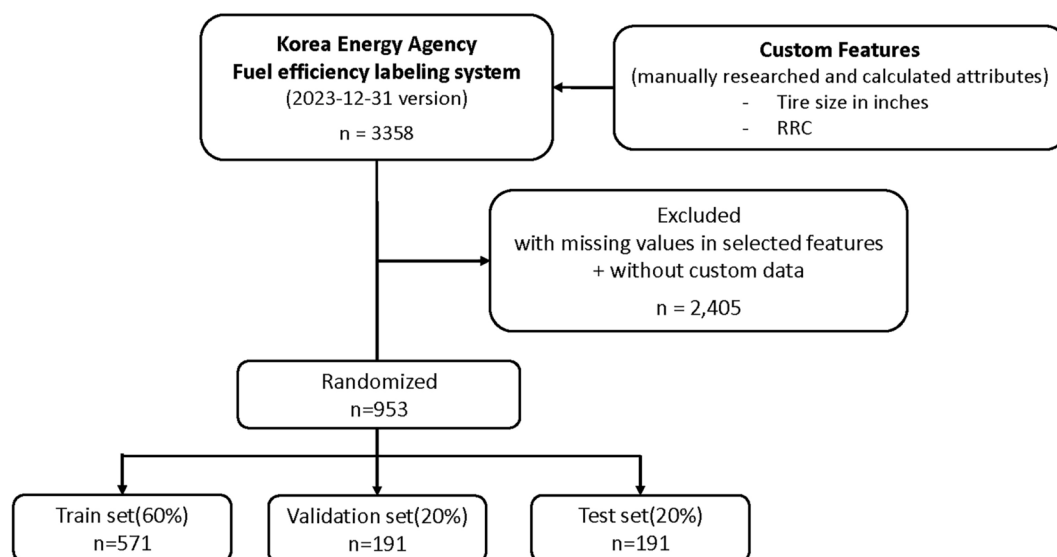 Korea Energy Agency
Fuel efficiency labeling system
(2023-12-31 version)
n = 3358
Custom Features
(manually researched and calculated attributes)
- Tire size in inches
- RRC
Excluded
with missing values in selected features
+ without custom data
n = 2,405
Randomized
n=953
Train set(60%)
n=571
Validation set(20%)
n=191
Test set(20%)
n=191